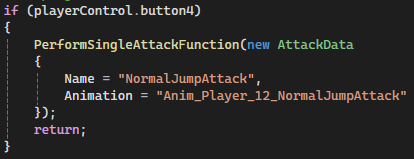 if (playerControl.button4)
{
    PerformSingleAttackFunction(new AttackData
    {
        Name = "NormalJumpAttack",
        Animation = "Anim_Player_12_NormalJumpAttack"
    });
    return;
}